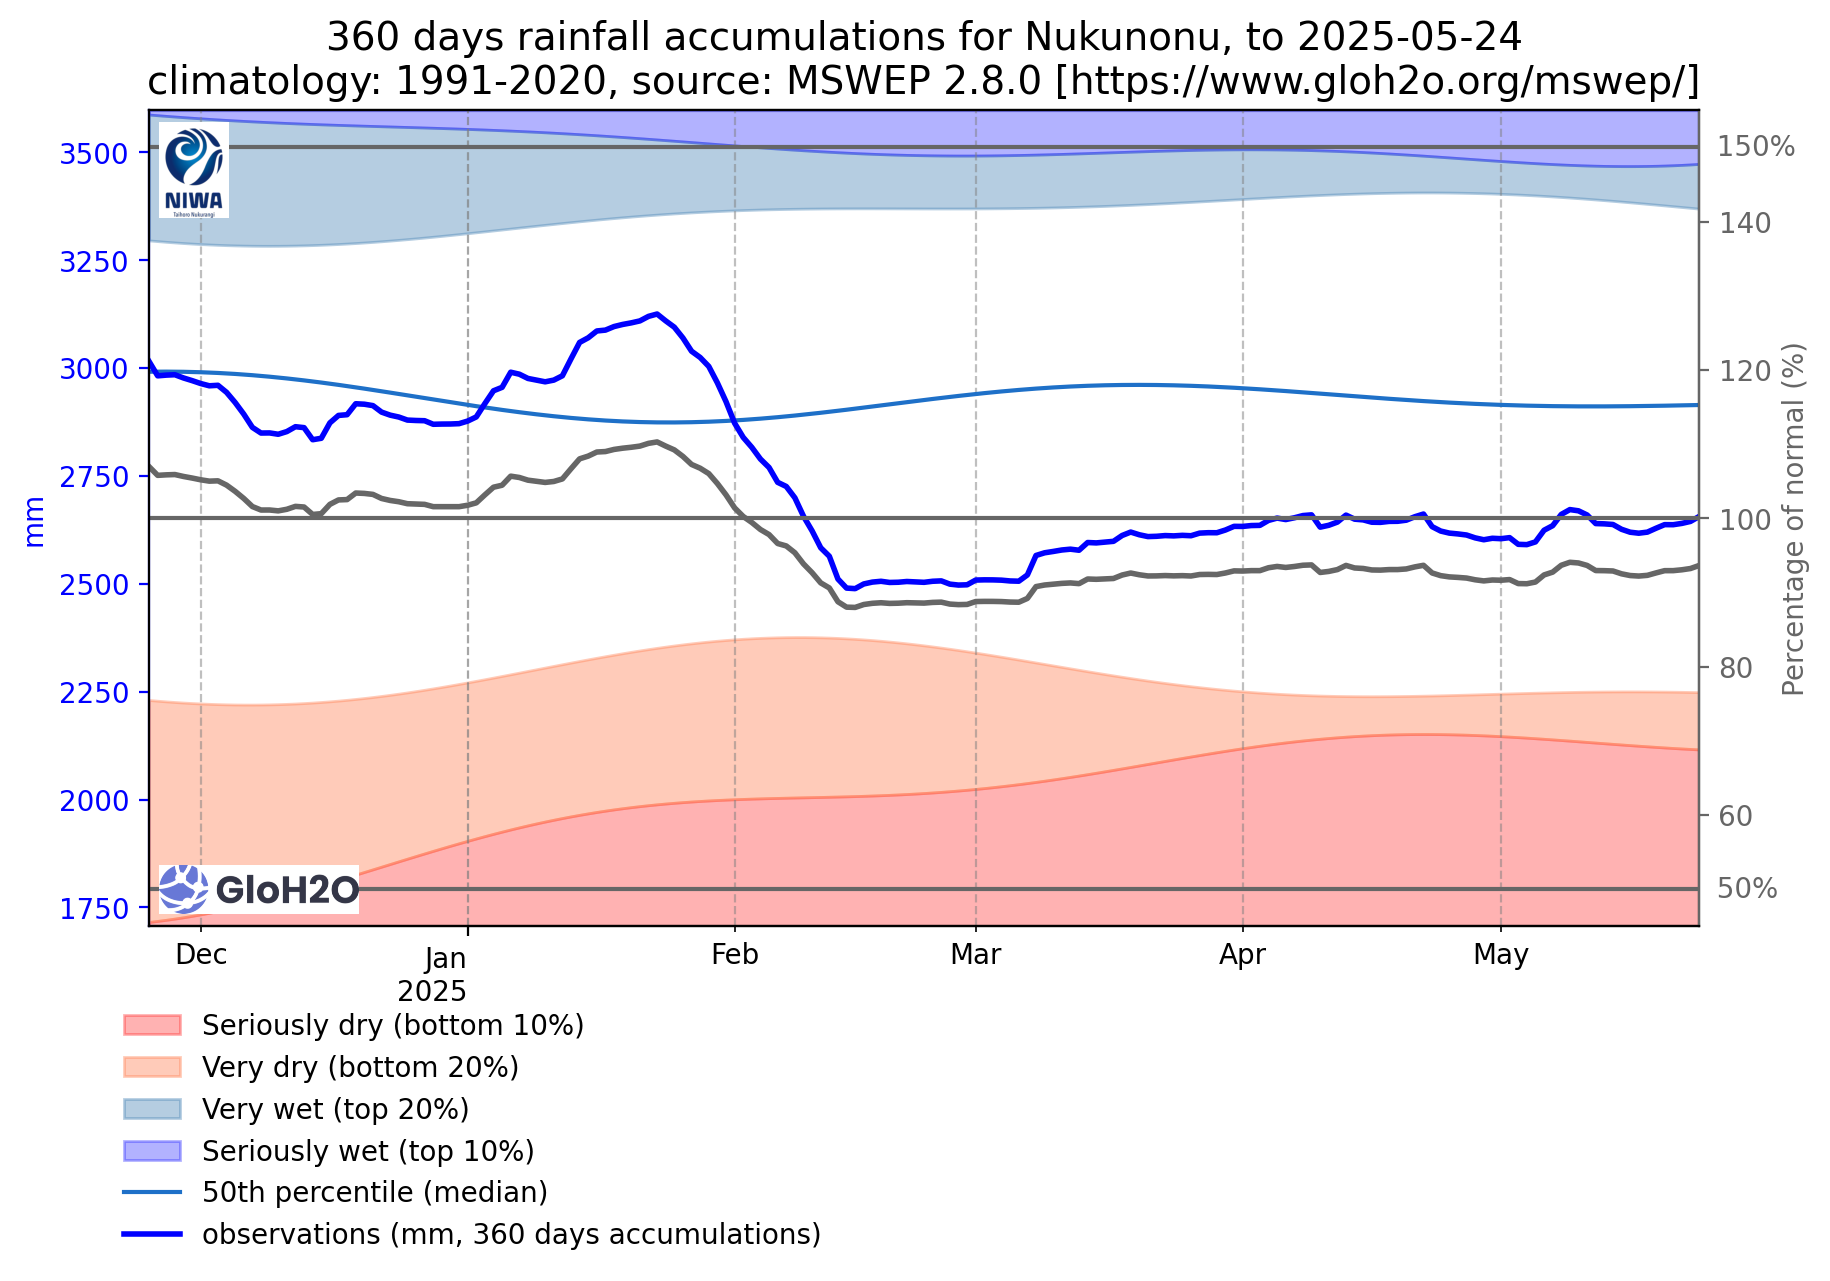 360 days rainfall accumulations for Nukunonu, to 2025-05-24
climatology: 1991-2020, source: MSWEP 2.8.0 [https://www.gloh2o.org/mswep/]
NIWA
Taihoro Nukurangi
3500
3250
3000
2750
2500
2250
2000
1750
mm
150%
140
120
100
80
60
50%
Percentage of normal (%)
GloH2O
Dec
Jan
2025
Feb
Mar
Apr
May
Seriously dry (bottom 10%)
Very dry (bottom 20%)
Very wet (top 20%)
Seriously wet (top 10%)
50th percentile (median)
observations (mm, 360 days accumulations)